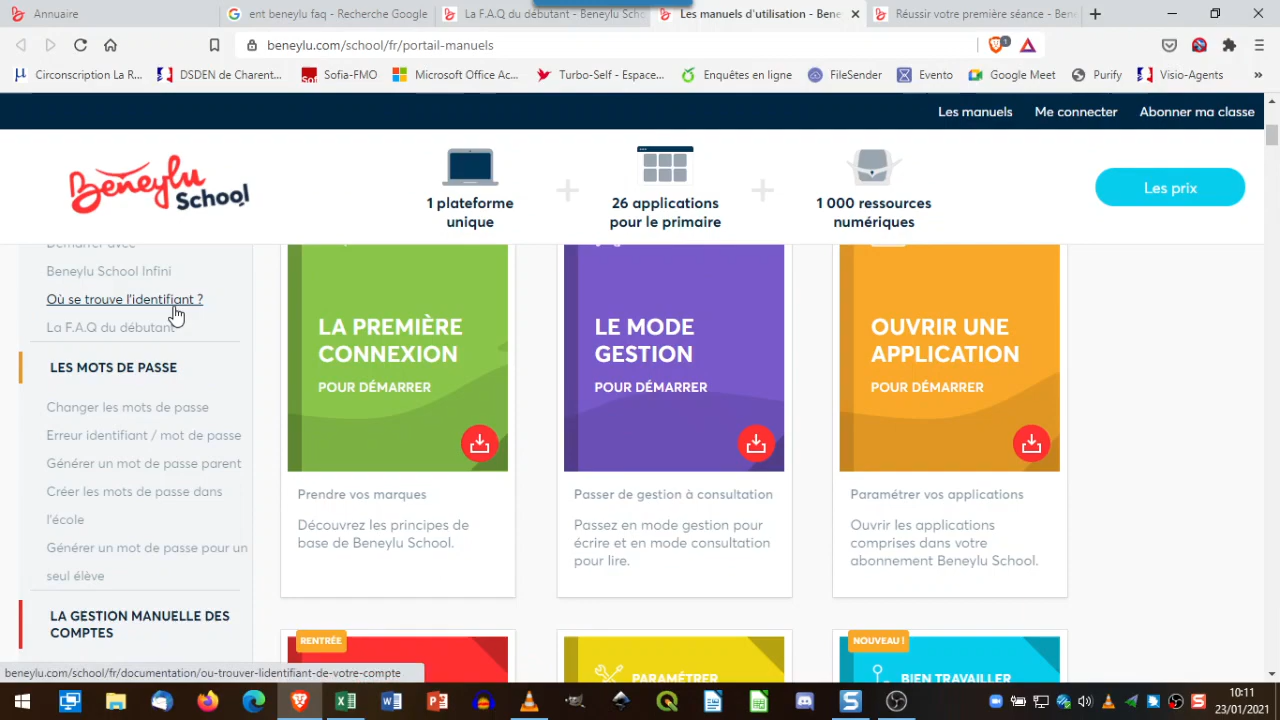 Annuaire
ent beneylu faq - Recherche Google
La F.A.Q du débutant - Beneylu Scho
Les manuels d'utilisation - Bene
Réussir votre première séance - Bene
beneylu.com/school/fr/portail-manuels
1
Circonscription La R...
DSDEN de Charent...
Sofia-FMO
Microsoft Office Ac...
Turbo-Self - Espace...
Enquêtes en ligne
FileSender
Evento
Google Meet
Purify
Visio-Agents
»
Les manuels
Me connecter
Abonner ma classe
Beneylu School
1 plateforme
unique
26 applications
pour le primaire
1 000 ressources
numériques
Les prix
Démarrer avec
Beneylu School Infini
Où se trouve l'identifiant ?
La F.A.Q du débutant
LES MOTS DE PASSE
Changer les mots de passe
Erreur identifiant / mot de passe
Générer un mot de passe parent
Créer les mots de passe dans
l'école
Générer un mot de passe pour un
seul élève
LA GESTION MANUELLE DES
COMPTES
LA PREMIÈRE
CONNEXION
POUR DÉMARRER
Prendre vos marques
Découvrez les principes de
base de Beneylu School.
LE MODE
GESTION
POUR DÉMARRER
Passer de gestion à consultation
Passez en mode gestion pour
écrire et en mode consultation
pour lire.
OUVRIR UNE
APPLICATION
POUR DÉMARRER
Paramétrer vos applications
Ouvrir les applications
comprises dans votre
abonnement Beneylu School.
RENTRÉE
PARAMÉTRER
NOUVEAU !
BIEN TRAVAILLER
beneylu.com/school/fr/documentation/ou-trouver-lidentifiant-de-votre-compte
10:11
23/01/2021